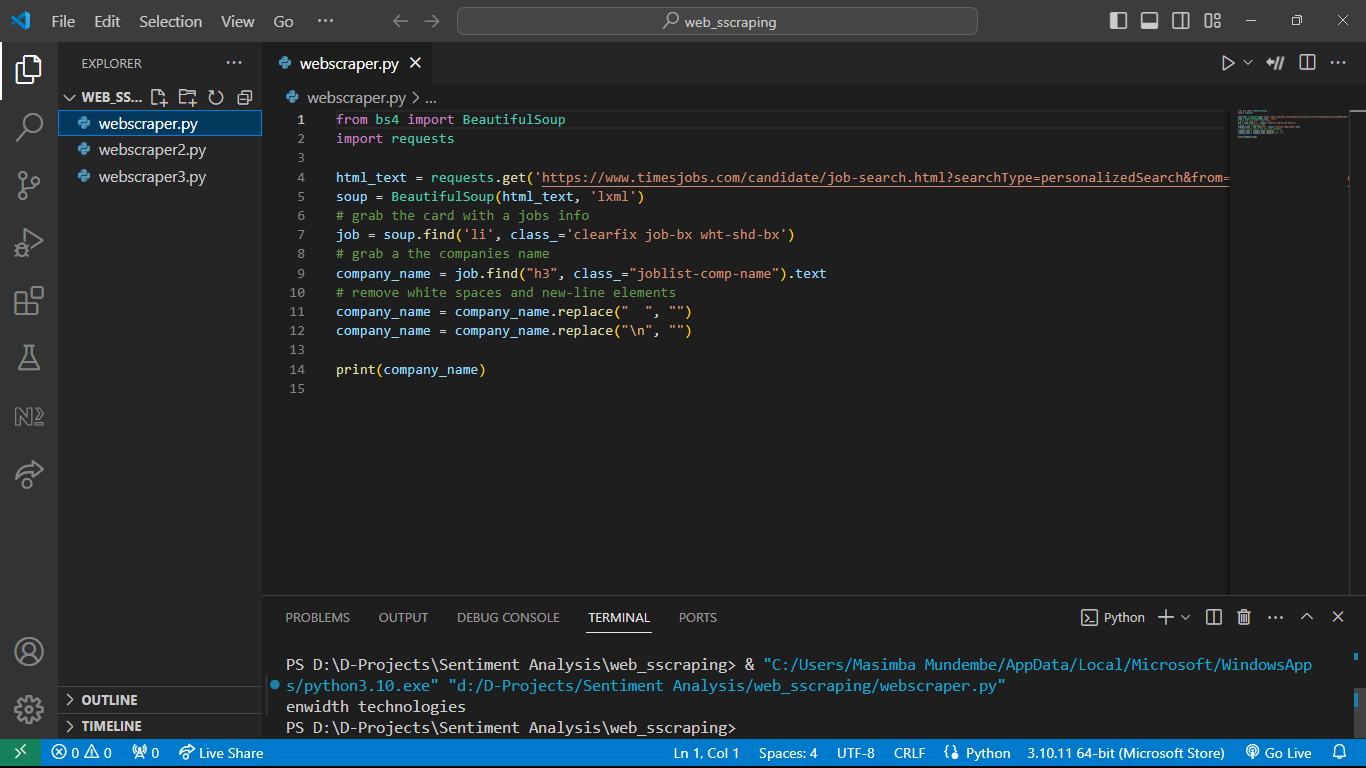 File Edit Selection View Go ···
web_sscraping
EXPLORER ···
webscraper.py
WEB_SS...
webscraper.py > ...
webscraper.py
webscraper2.py
webscraper3.py
1 from bs4 import BeautifulSoup
2 import requests
3
4 html_text = requests.get('https://www.timesjobs.com/candidate/job-search.html?searchType=personalizedSearch&from=
5 soup = BeautifulSoup(html_text, 'lxml')
6 # grab the card with a jobs info
7 job = soup.find('li', class_='clearfix job-bx wht-shd-bx')
8 # grab a the companies name
9 company_name = job.find("h3", class_="joblist-comp-name").text
10 # remove white spaces and new-line elements
11 company_name = company_name.replace("  ", "")
12 company_name = company_name.replace("\n", "")
13
14 print(company_name)
15
PROBLEMS OUTPUT DEBUG CONSOLE TERMINAL PORTS
Python
PS D:\D-Projects\Sentiment Analysis\web_sscraping> & "C:/Users/Masimba Mundembe/AppData/Local/Microsoft/WindowsApp
s/python3.10.exe" "d:/D-Projects/Sentiment Analysis/web_sscraping/webscraper.py"
enwidth technologies
PS D:\D-Projects\Sentiment Analysis\web_sscraping>
OUTLINE
TIMELINE
0 0 0 Live Share Ln 1, Col 1 Spaces: 4 UTF-8 CRLF Python 3.10.11 64-bit (Microsoft Store) Go Live